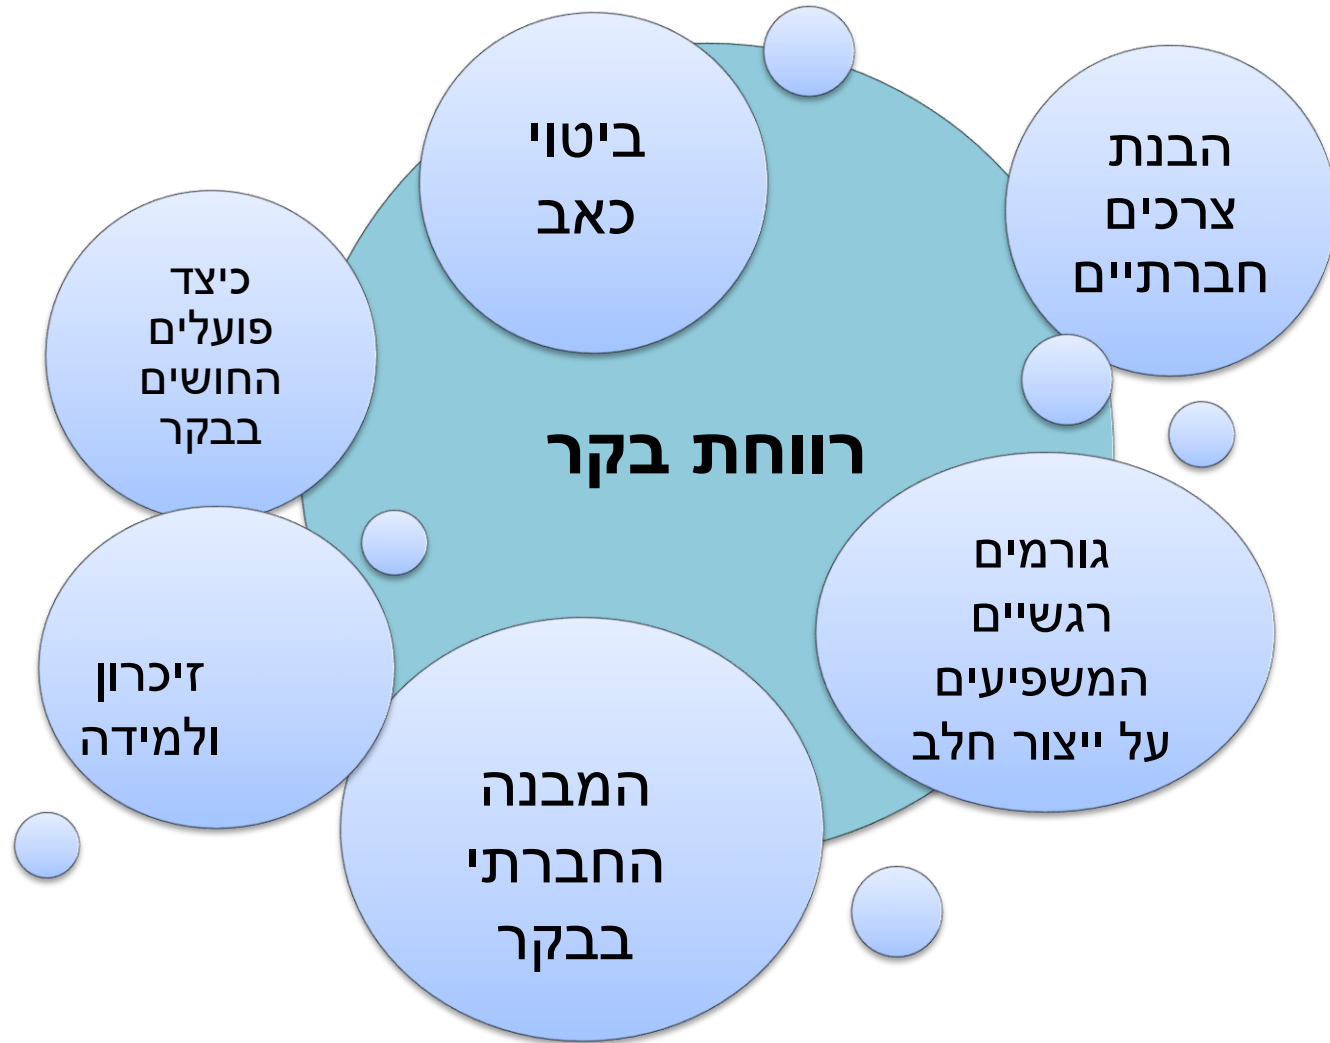 ביטוי
כאב
הבנת
צרכים
חברתיים
כיצד
פועלים
החושים
בבקר
רווחת בקר
גורמים
רגשיים
המשפיעים
על ייצור חלב
זיכרון
ולמידה
המבנה
החברתי
בבקר